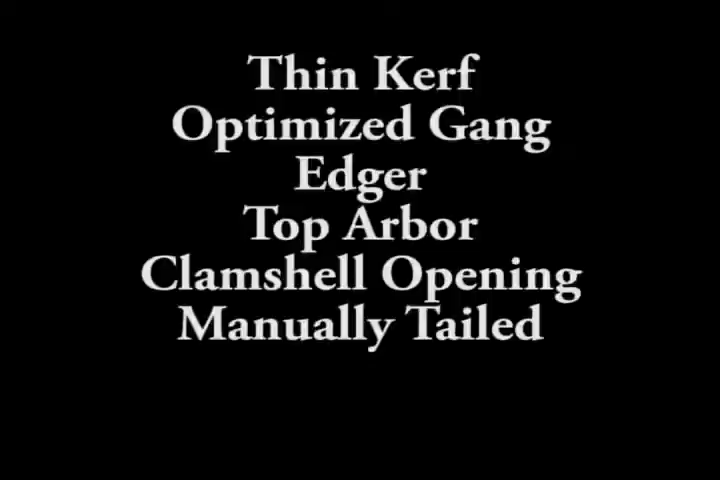 Thin Kerf
Optimized Gang
Edger
Top Arbor
Clamshell Opening
Manually Tailed